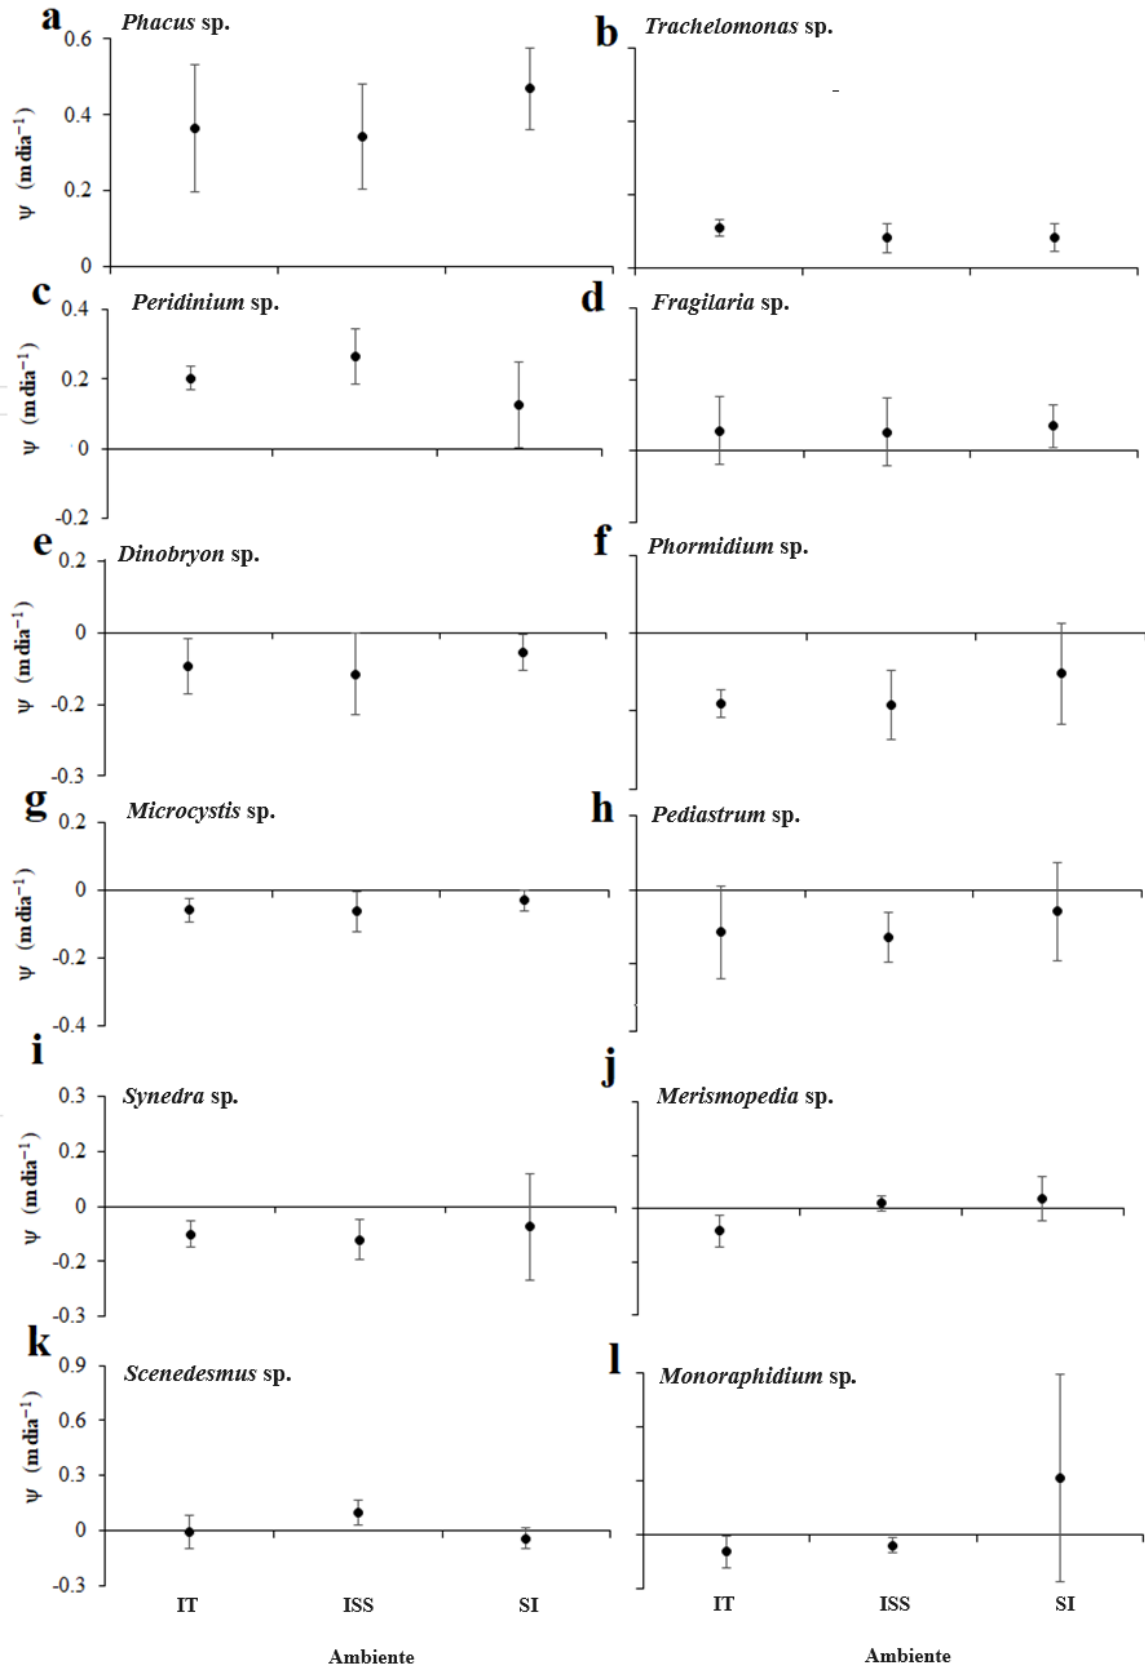 a Phacus sp.
0.6
0.4
0.2
0
ψ (m dia⁻¹)
b Trachelomonas sp.
c Peridinium sp.
0.4
0.2
0
-0.2
ψ (m dia⁻¹)
d Fragilaria sp.
e Dinobryon sp.
0.2
0
-0.2
-0.3
ψ (m dia⁻¹)
f Phormidium sp.
g Microcystis sp.
0.2
0
-0.2
-0.4
ψ (m dia⁻¹)
h Pediastrum sp.
i Synedra sp.
0.3
0.2
0
-0.2
-0.3
ψ (m dia⁻¹)
j Merismopedia sp.
k Scenedesmus sp.
0.9
0.6
0.3
0
-0.3
ψ (m dia⁻¹)
IT ISS SI
Ambiente
l Monoraphidium sp.
IT ISS SI
Ambiente